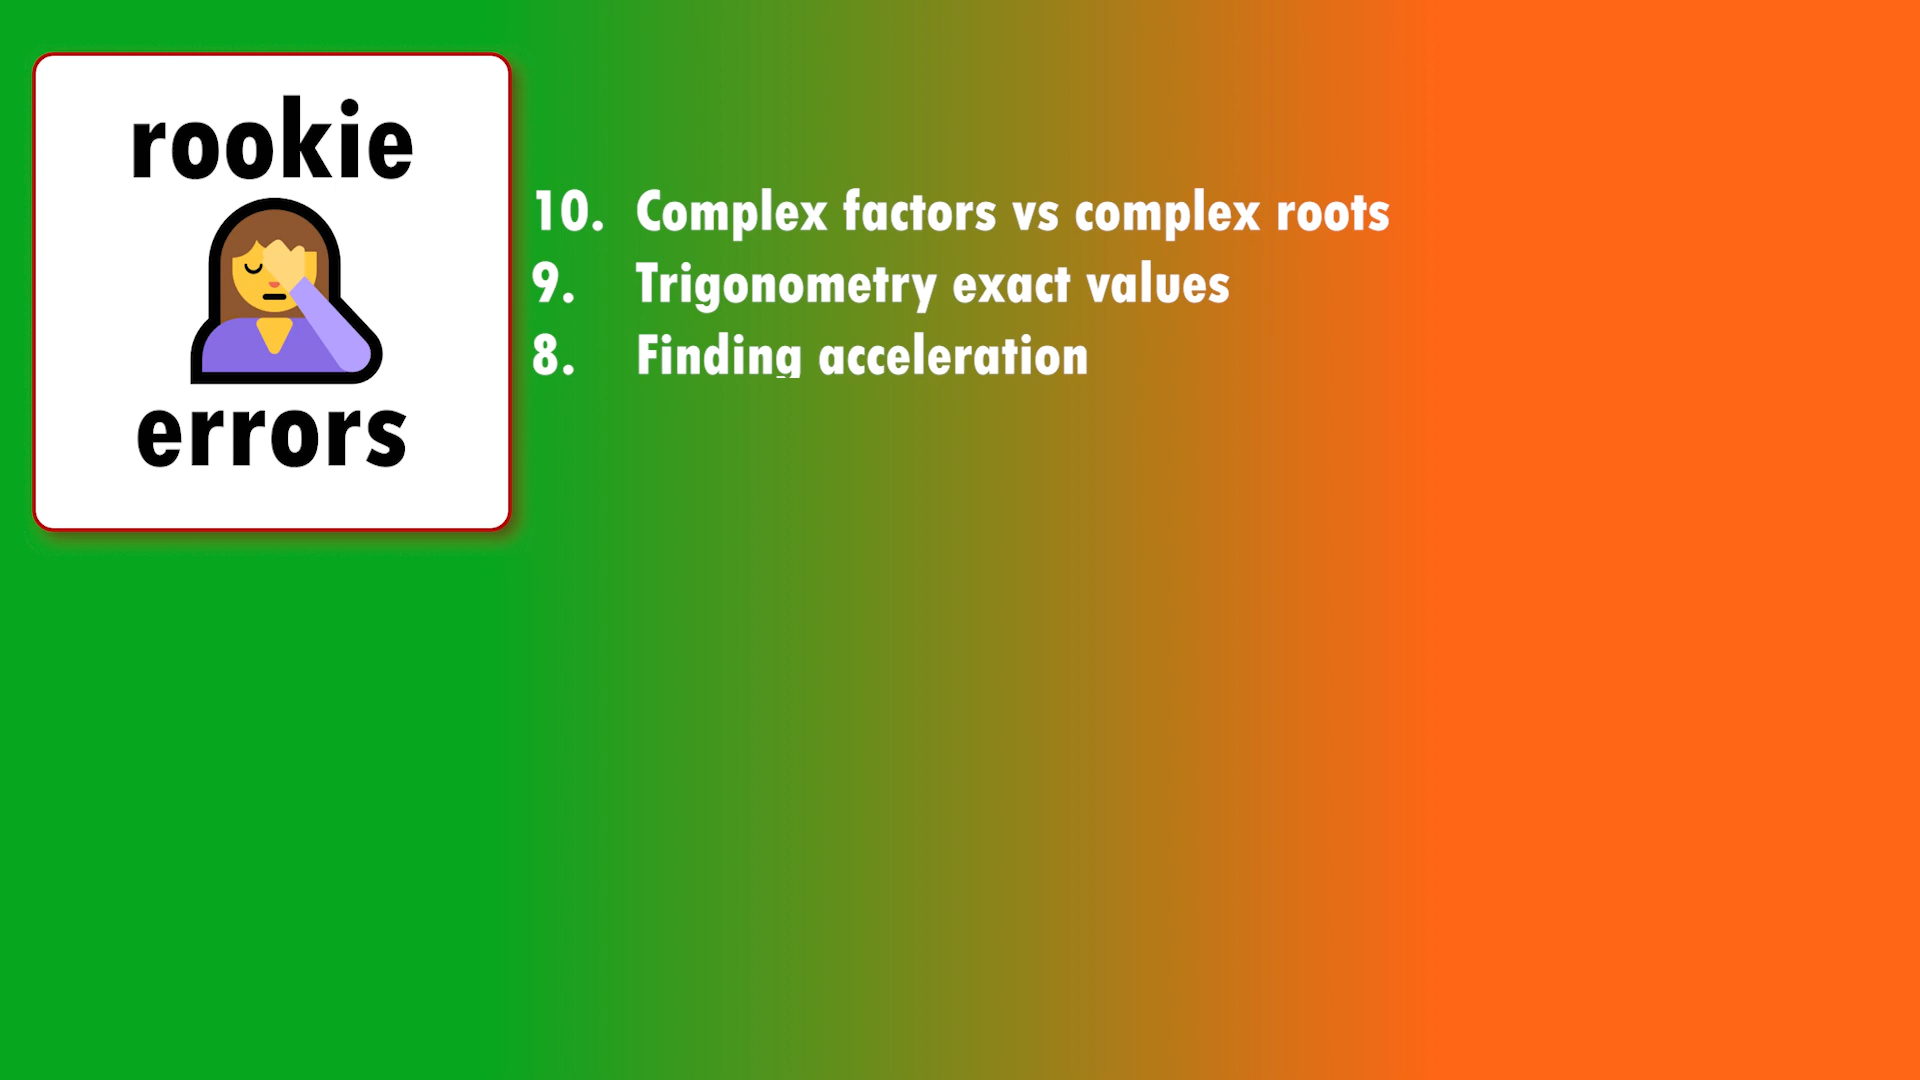 rookie
errors
10. Complex factors vs complex roots
9. Trigonometry exact values
8. Finding acceleration